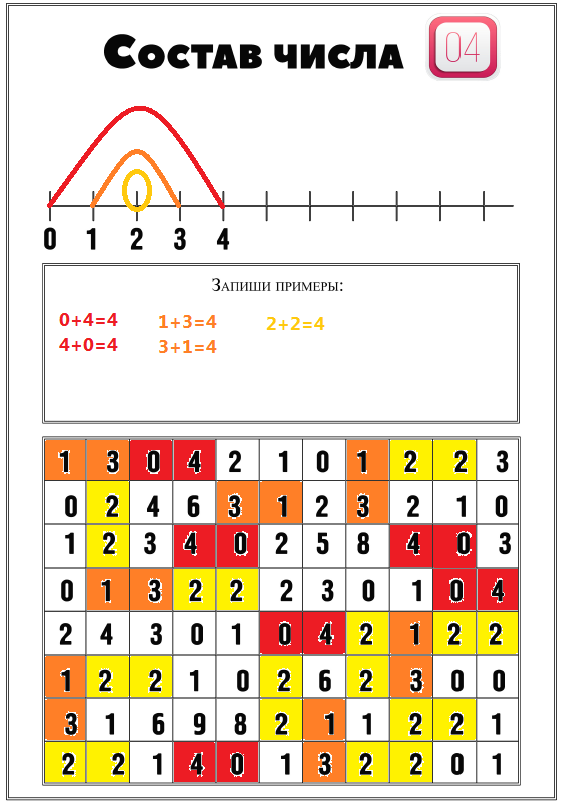 Состав числа 04
0 1 2 3 4
Запиши примеры:
0+4=4 1+3=4 2+2=4
4+0=4 3+1=4
1 3 0 4 2 1 0 1 2 2 3
0 2 4 6 3 1 2 3 2 1 0
1 2 3 4 0 2 5 8 4 0 3
0 1 3 2 2 2 3 0 1 0 4
2 4 3 0 1 0 4 2 1 2 2
1 2 2 1 0 2 6 2 3 0 0
3 1 6 9 8 2 1 1 2 2 1
2 2 1 4 0 1 3 2 2 0 1